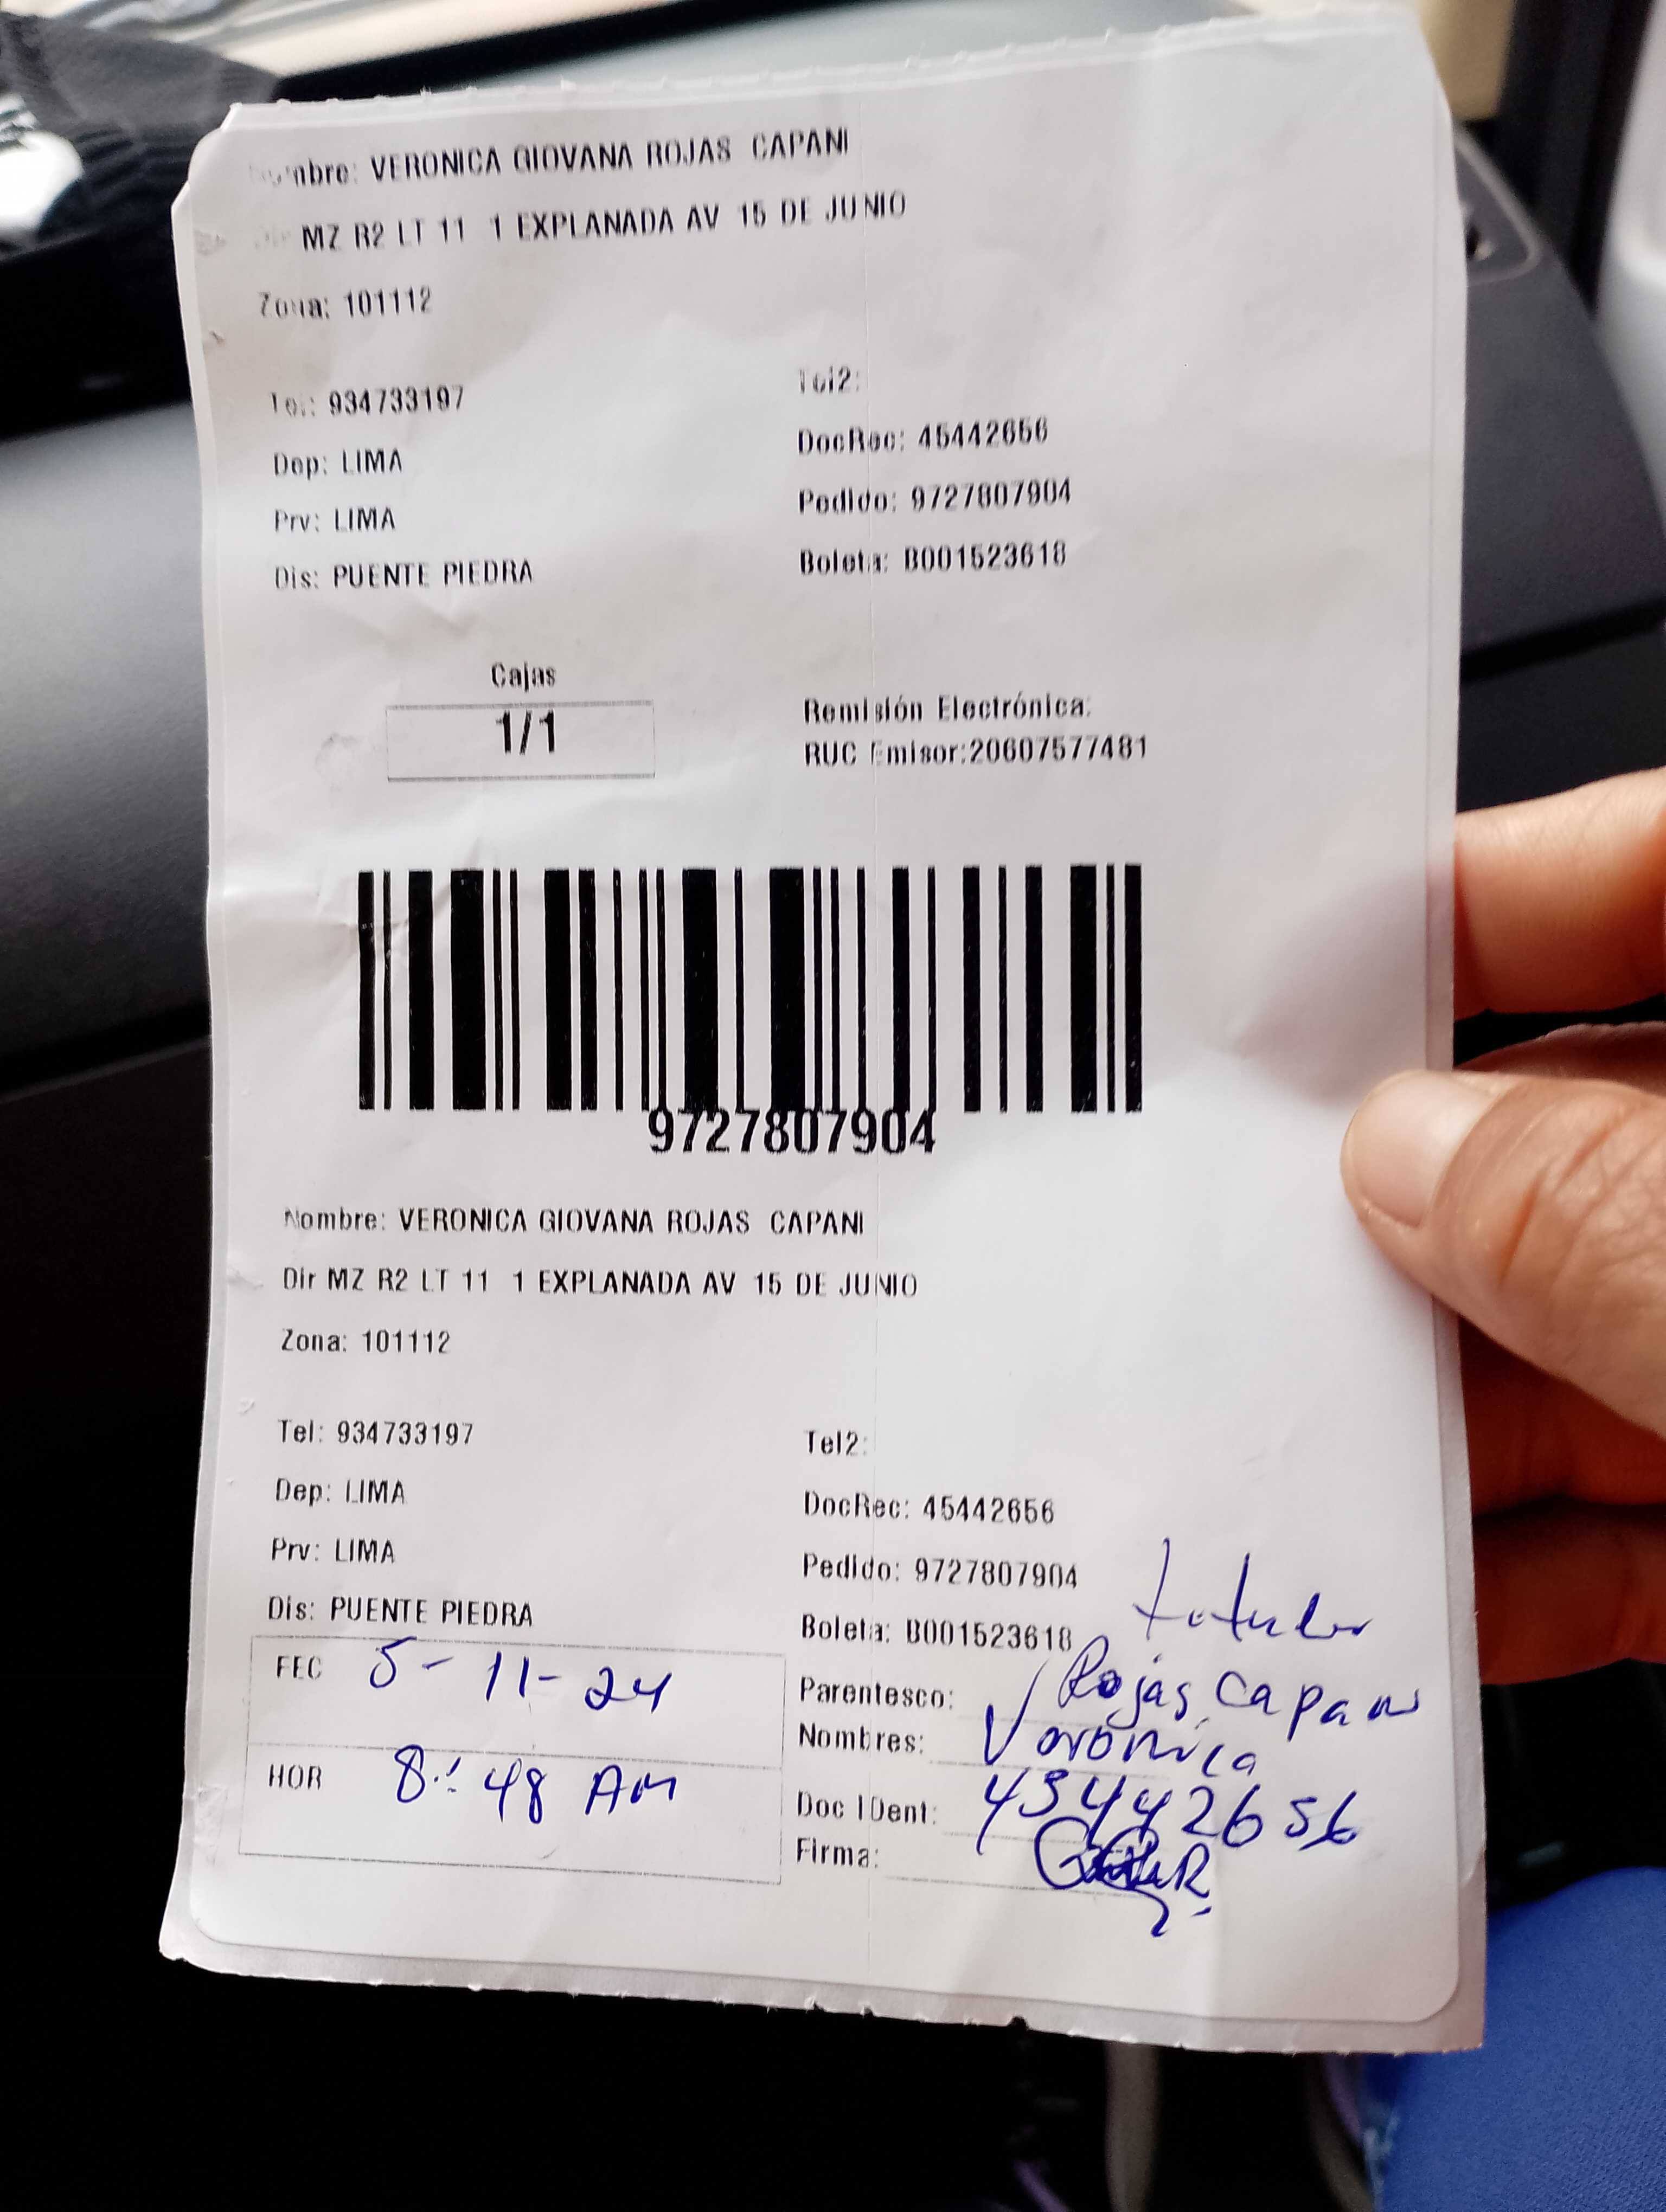 Nombre: VERONICA GIOVANA ROJAS CAPANI
Dir MZ R2 LT 11 1 EXPLANADA AV 15 DE JUNIO
Zona: 101112
Tel: 934733197
Tel2:
Dep: LIMA
DocRec: 45442656
Prv: LIMA
Pedido: 9727807904
Dis: PUENTE PIEDRA
Boleta: B001523618
Cajas
1/1
Remisión Electrónica:
RUC Emisor:20607577481
9727807904
Nombre: VERONICA GIOVANA ROJAS CAPANI
Dir MZ R2 LT 11 1 EXPLANADA AV 15 DE JUNIO
Zona: 101112
Tel: 934733197
Tel2:
Dep: LIMA
DocRec: 45442656
Prv: LIMA
Pedido: 9727807904
Dis: PUENTE PIEDRA
Boleta: B001523618
titular
FEC 5-11-24
Parentesco: Rojas Capani
Nombres: Veronica
HOR 8:48 AM
Doc IDent: 45442656
Firma: